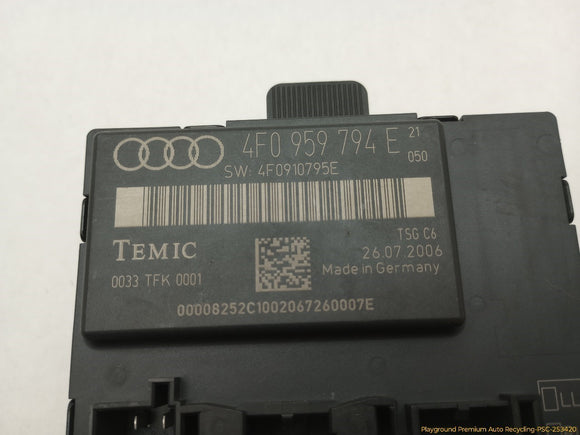 4F0 959 794 E 21
050
SW: 4F0910795E
TSG C6
TEMIC
26.07.2006
0033 TFK 0001
Made in Germany
00008252C1002067260007E
Playground Premium Auto Recycling-PSC-253420